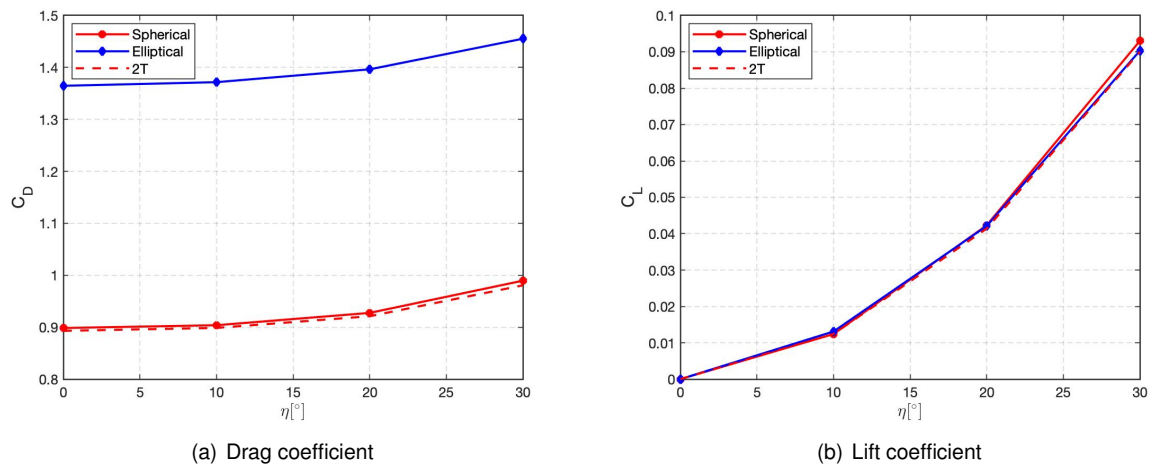 1.5
1.4
1.3
1.2
1.1
1
0.9
0.8
C_D
Spherical
Elliptical
2T
0 5 10 15 20 25 30
η[°]
(a) Drag coefficient
0.1
0.09
0.08
0.07
0.06
0.05
0.04
0.03
0.02
0.01
0
C_L
Spherical
Elliptical
2T
0 5 10 15 20 25 30
η[°]
(b) Lift coefficient